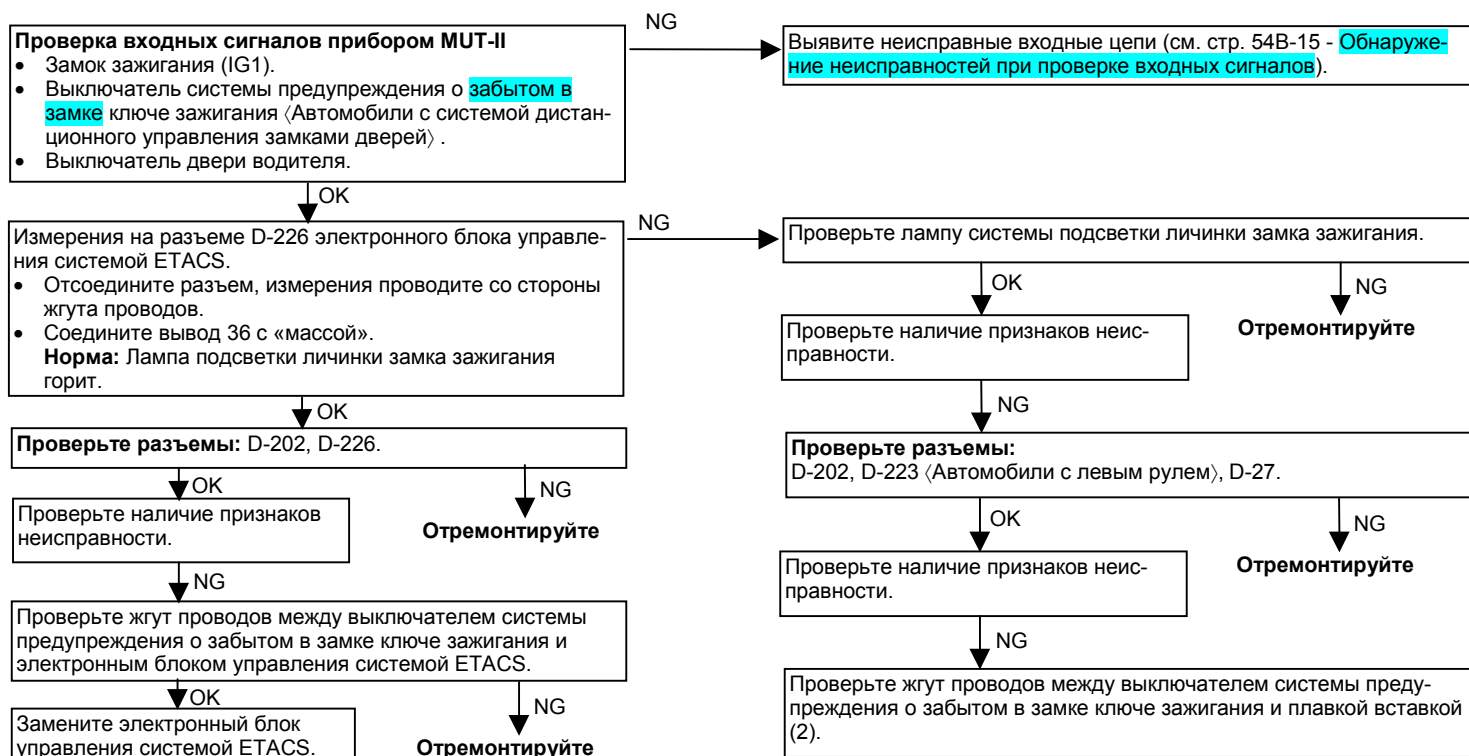 Проверка входных сигналов прибором MUT-II
• Замок зажигания (IG1).
• Выключатель системы предупреждения о забытом в
замке ключе зажигания 〈Автомобили с системой дистан-
ционного управления замками дверей〉 .
• Выключатель двери водителя.
NG
Выявите неисправные входные цепи (см. стр. 54В-15 - Обнаруже-
ние неисправностей при проверке входных сигналов).
OK
Измерения на разъеме D-226 электронного блока управле-
ния системой ETACS.
• Отсоедините разъем, измерения проводите со стороны
жгута проводов.
• Соедините вывод 36 с «массой».
Норма: Лампа подсветки личинки замка зажигания
горит.
NG
Проверьте лампу системы подсветки личинки замка зажигания.
OK
NG
Проверьте наличие признаков неис-
правности.
Отремонтируйте
OK
NG
Проверьте разъемы: D-202, D-226.
Проверьте разъемы:
D-202, D-223 〈Автомобили с левым рулем〉, D-27.
OK
NG
Проверьте наличие признаков
неисправности.
Отремонтируйте
OK
NG
Проверьте наличие признаков неис-
правности.
Отремонтируйте
NG
Проверьте жгут проводов между выключателем системы
предупреждения о забытом в замке ключе зажигания и
электронным блоком управления системой ETACS.
NG
Проверьте жгут проводов между выключателем системы преду-
преждения о забытом в замке ключе зажигания и плавкой вставкой
(2).
OK
NG
Замените электронный блок
управления системой ETACS.
Отремонтируйте